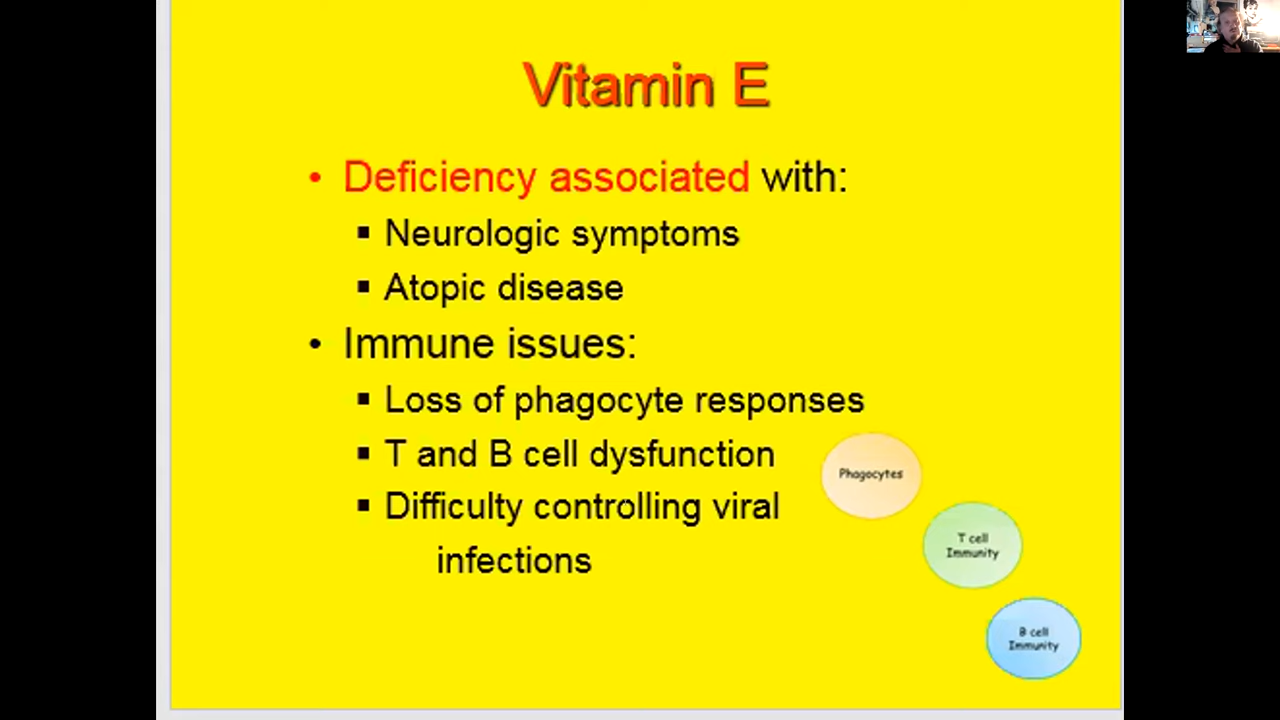 Vitamin E
• Deficiency associated with:
▪ Neurologic symptoms
▪ Atopic disease
• Immune issues:
▪ Loss of phagocyte responses
▪ T and B cell dysfunction
▪ Difficulty controlling viral
infections
Phagocytes
T cell
Immunity
B cell
Immunity